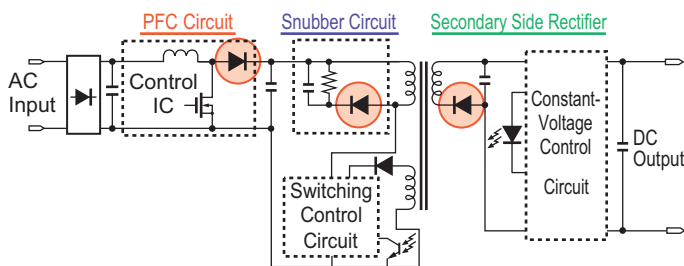 PFC Circuit
Snubber Circuit
Secondary Side Rectifier
AC
Input
Control
IC
Switching
Control
Circuit
Constant-
Voltage
Control
Circuit
DC
Output